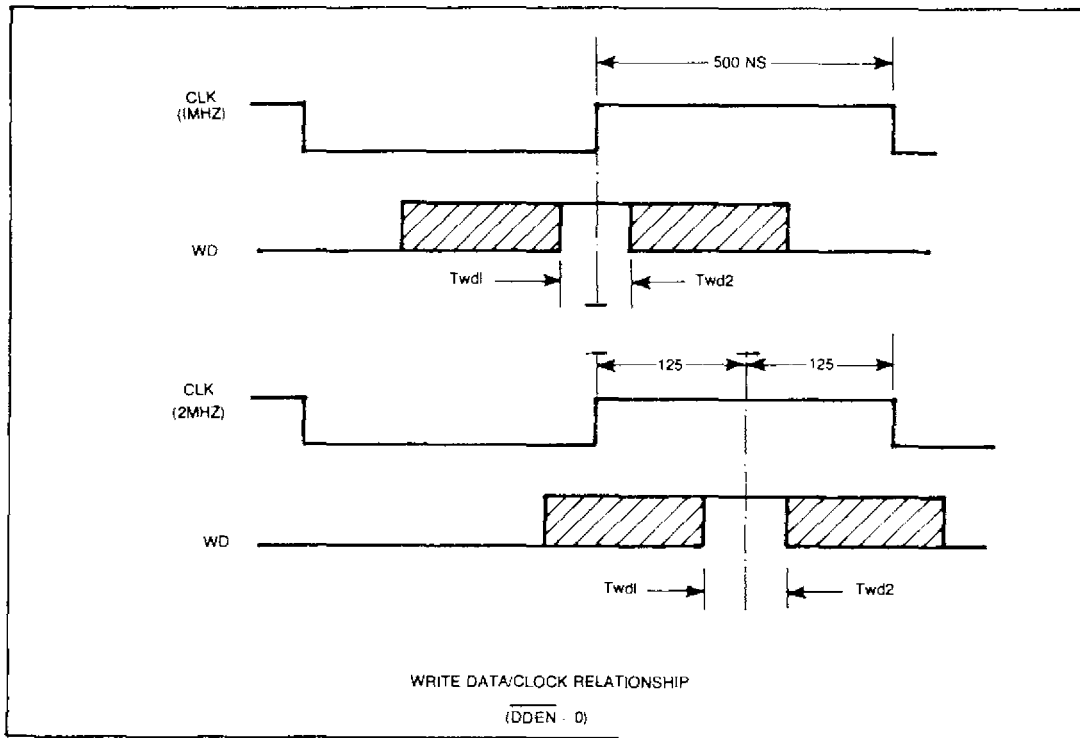 500 NS
CLK
(1MHZ)
WD
Twdl
Twd2
125
125
CLK
(2MHZ)
WD
Twdl
Twd2
WRITE DATA/CLOCK RELATIONSHIP
(DDEN - 0)